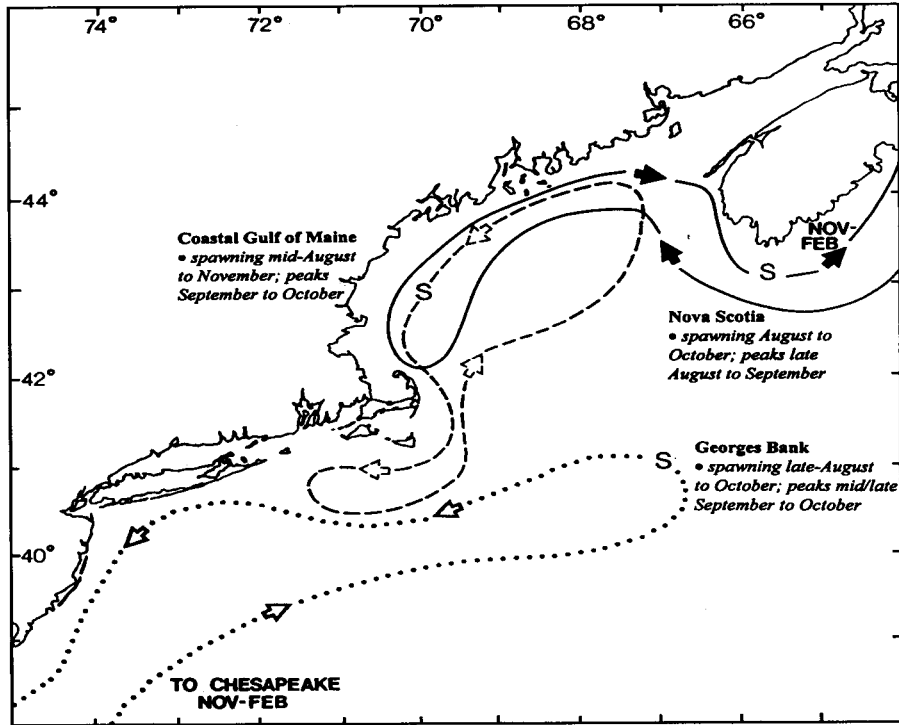 74° 72° 70° 68° 66°
44°
Coastal Gulf of Maine
• spawning mid-August
to November; peaks
September to October
S
NOV-
FEB
S
Nova Scotia
• spawning August to
October; peaks late
August to September
42°
Georges Bank
• spawning late-August
to October; peaks mid/late
September to October
S
40°
TO CHESAPEAKE
NOV-FEB